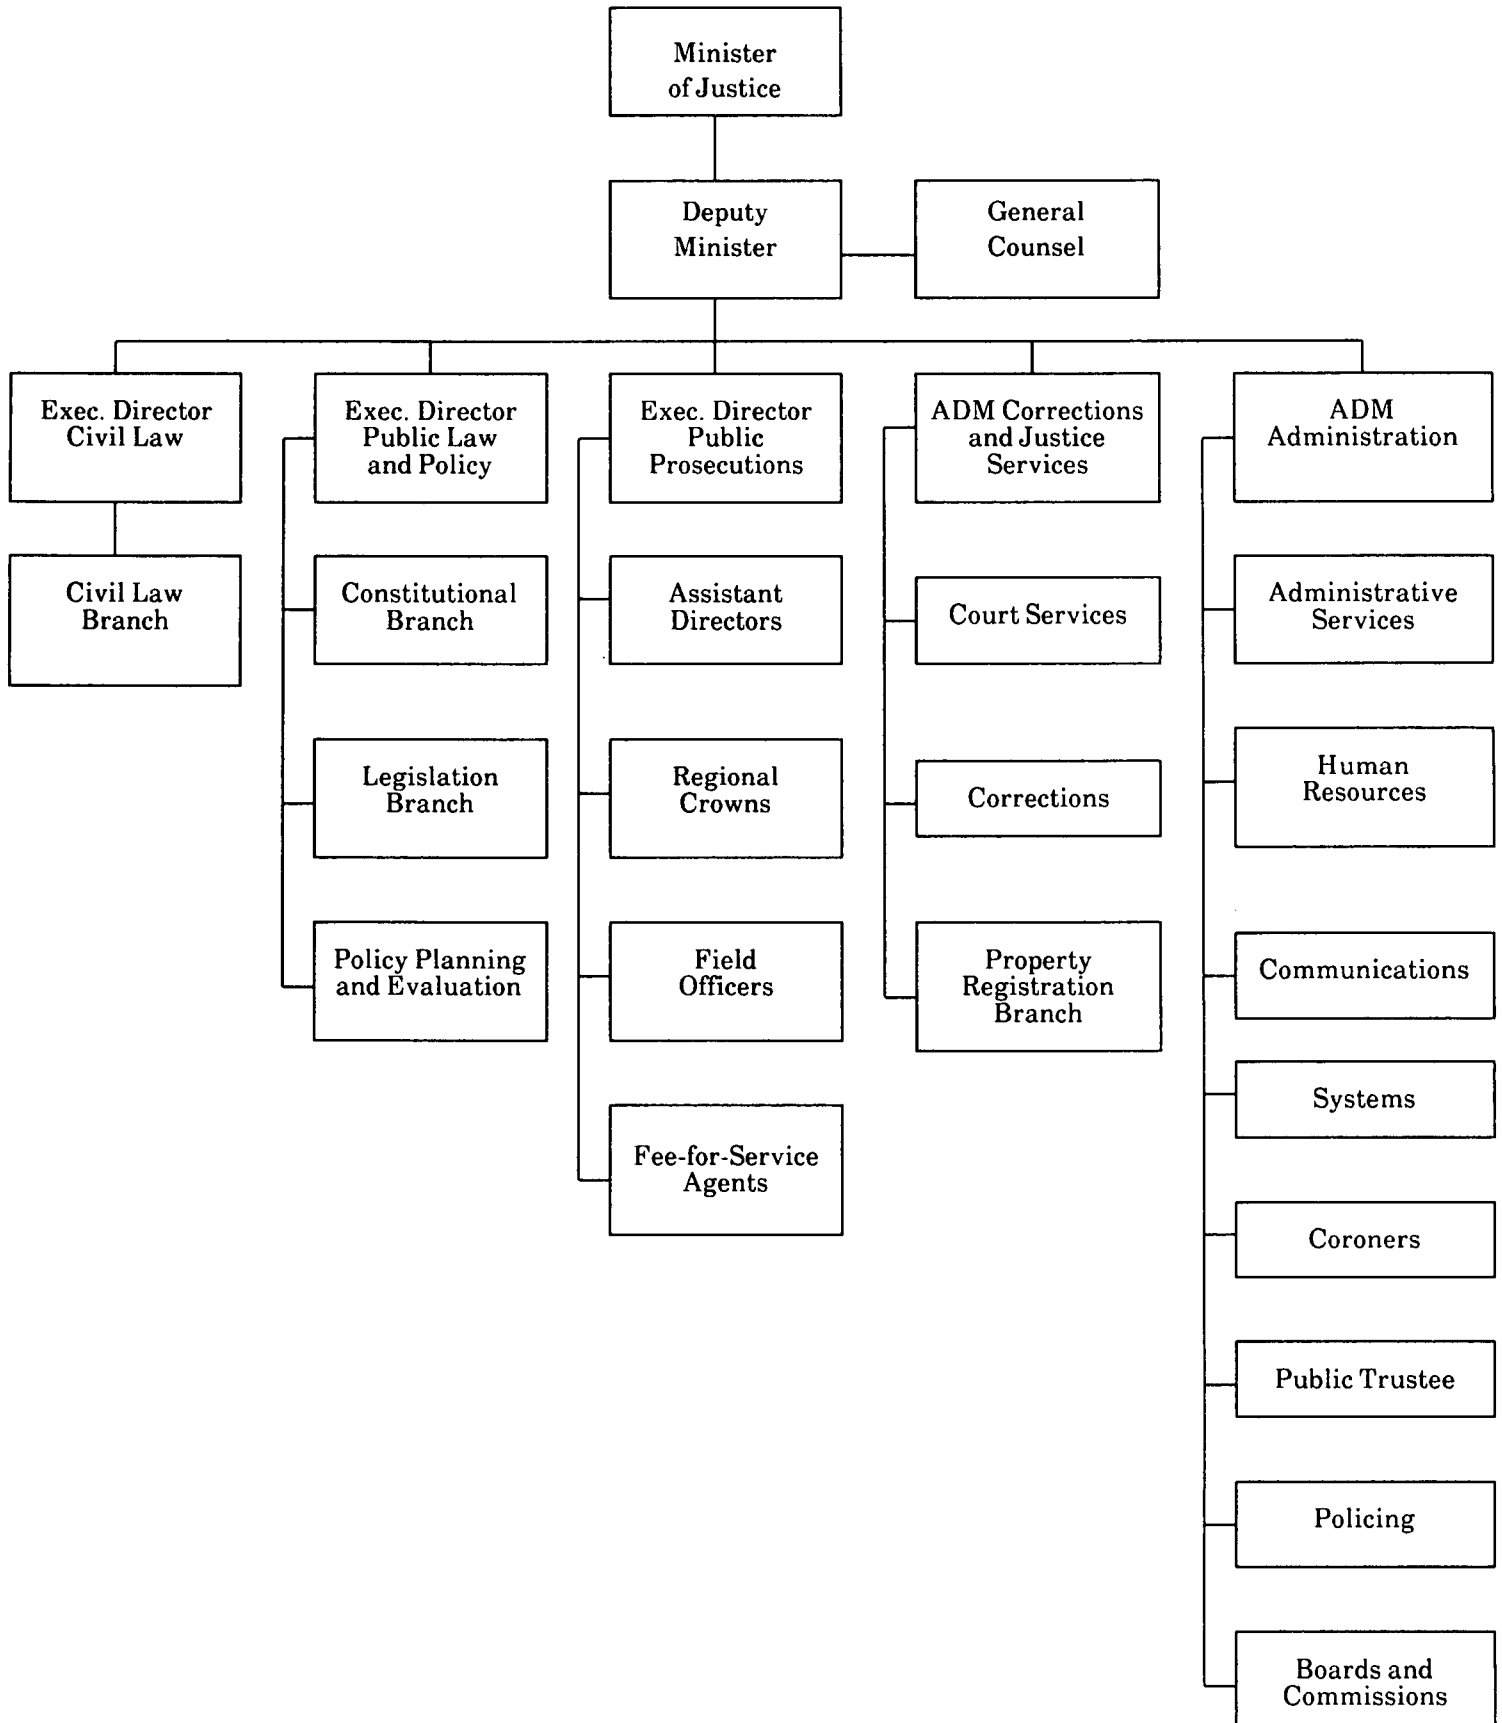 Minister
of Justice
Deputy
Minister
General
Counsel
Exec. Director
Civil Law
Exec. Director
Public Law
and Policy
Exec. Director
Public
Prosecutions
ADM Corrections
and Justice
Services
ADM
Administration
Civil Law
Branch
Constitutional
Branch
Assistant
Directors
Court Services
Administrative
Services
Legislation
Branch
Regional
Crowns
Corrections
Human
Resources
Policy Planning
and Evaluation
Field
Officers
Property
Registration
Branch
Communications
Systems
Fee-for-Service
Agents
Coroners
Public Trustee
Policing
Boards and
Commissions